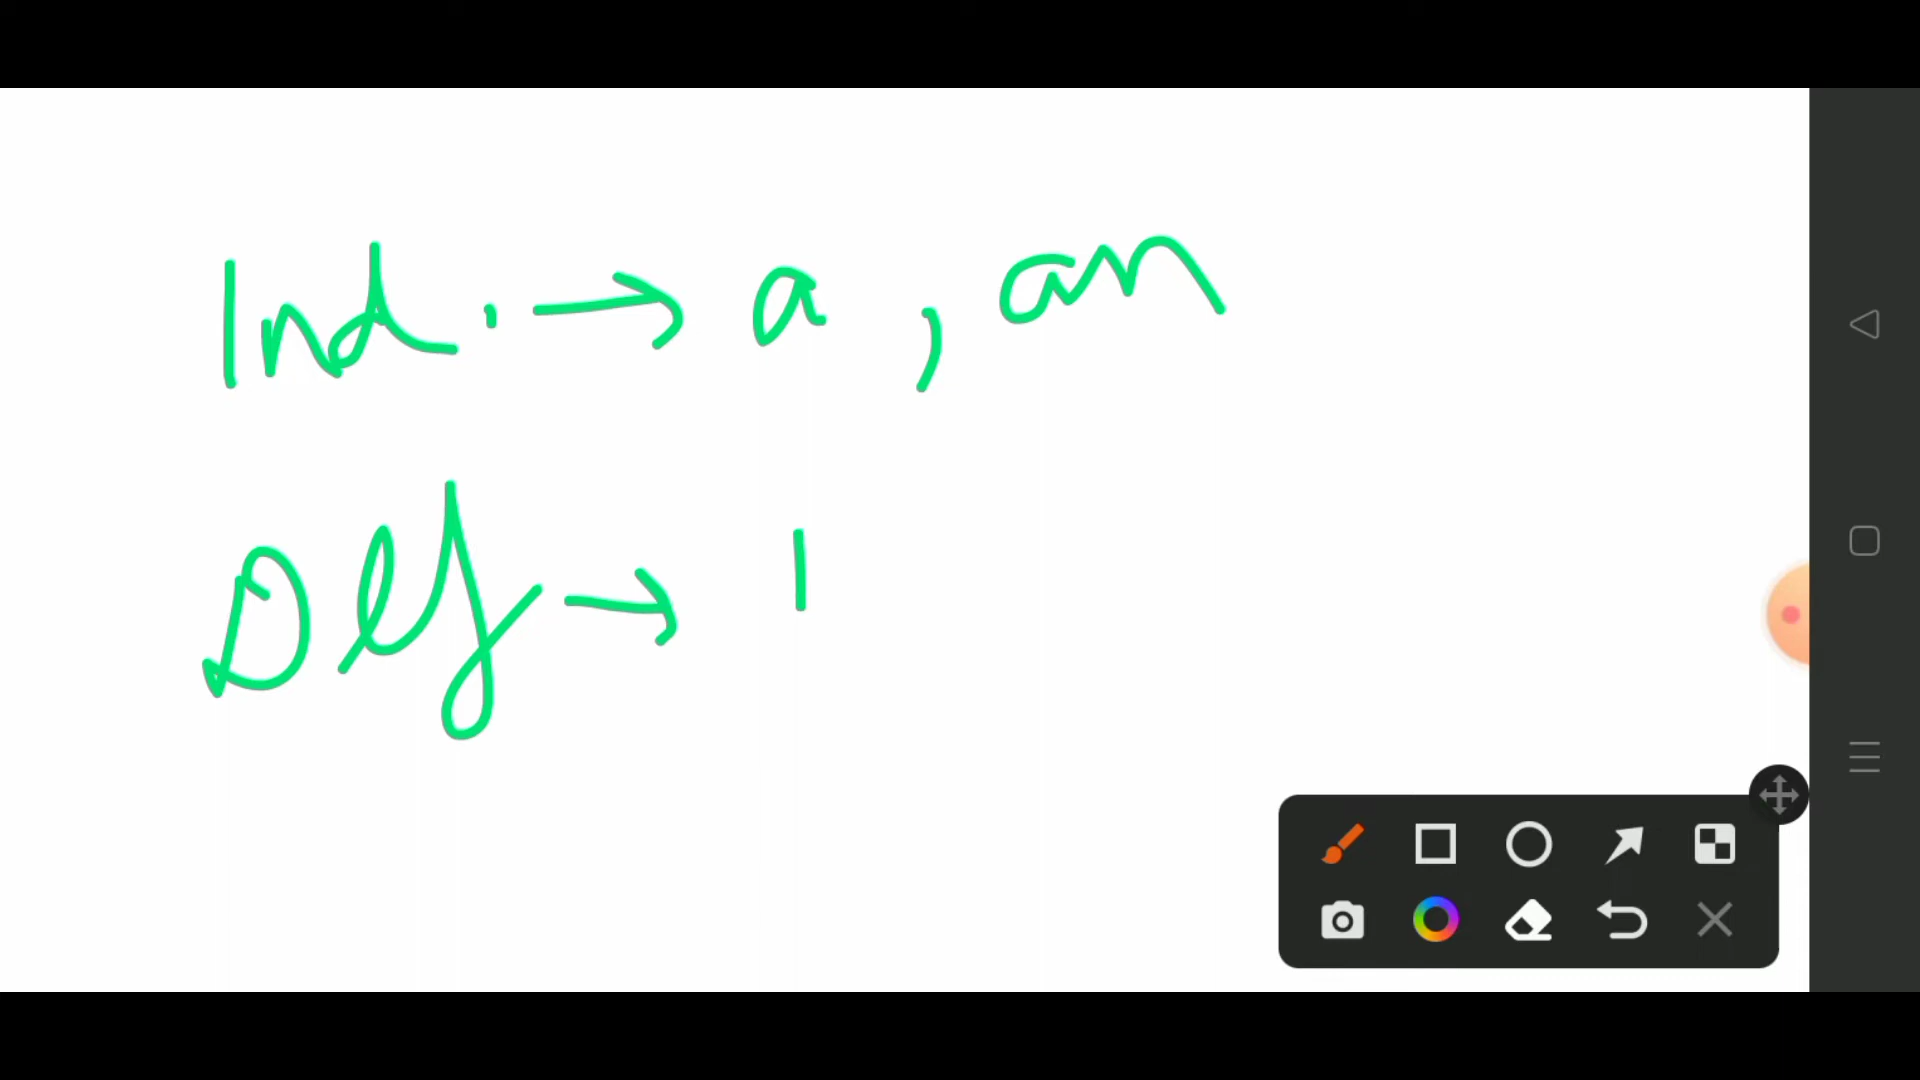 Ind. → a, an
Def →